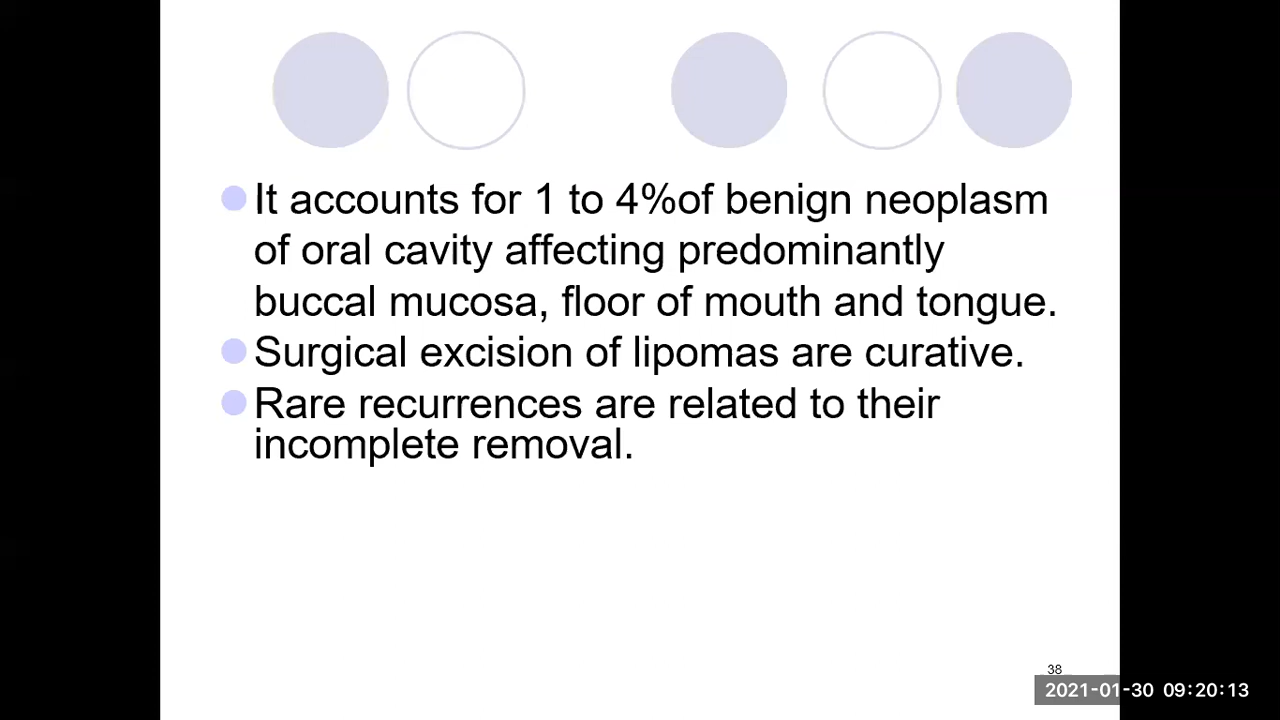 It accounts for 1 to 4%of benign neoplasm
of oral cavity affecting predominantly
buccal mucosa, floor of mouth and tongue.
Surgical excision of lipomas are curative.
Rare recurrences are related to their
incomplete removal.
38
2021-01-30 09:20:13